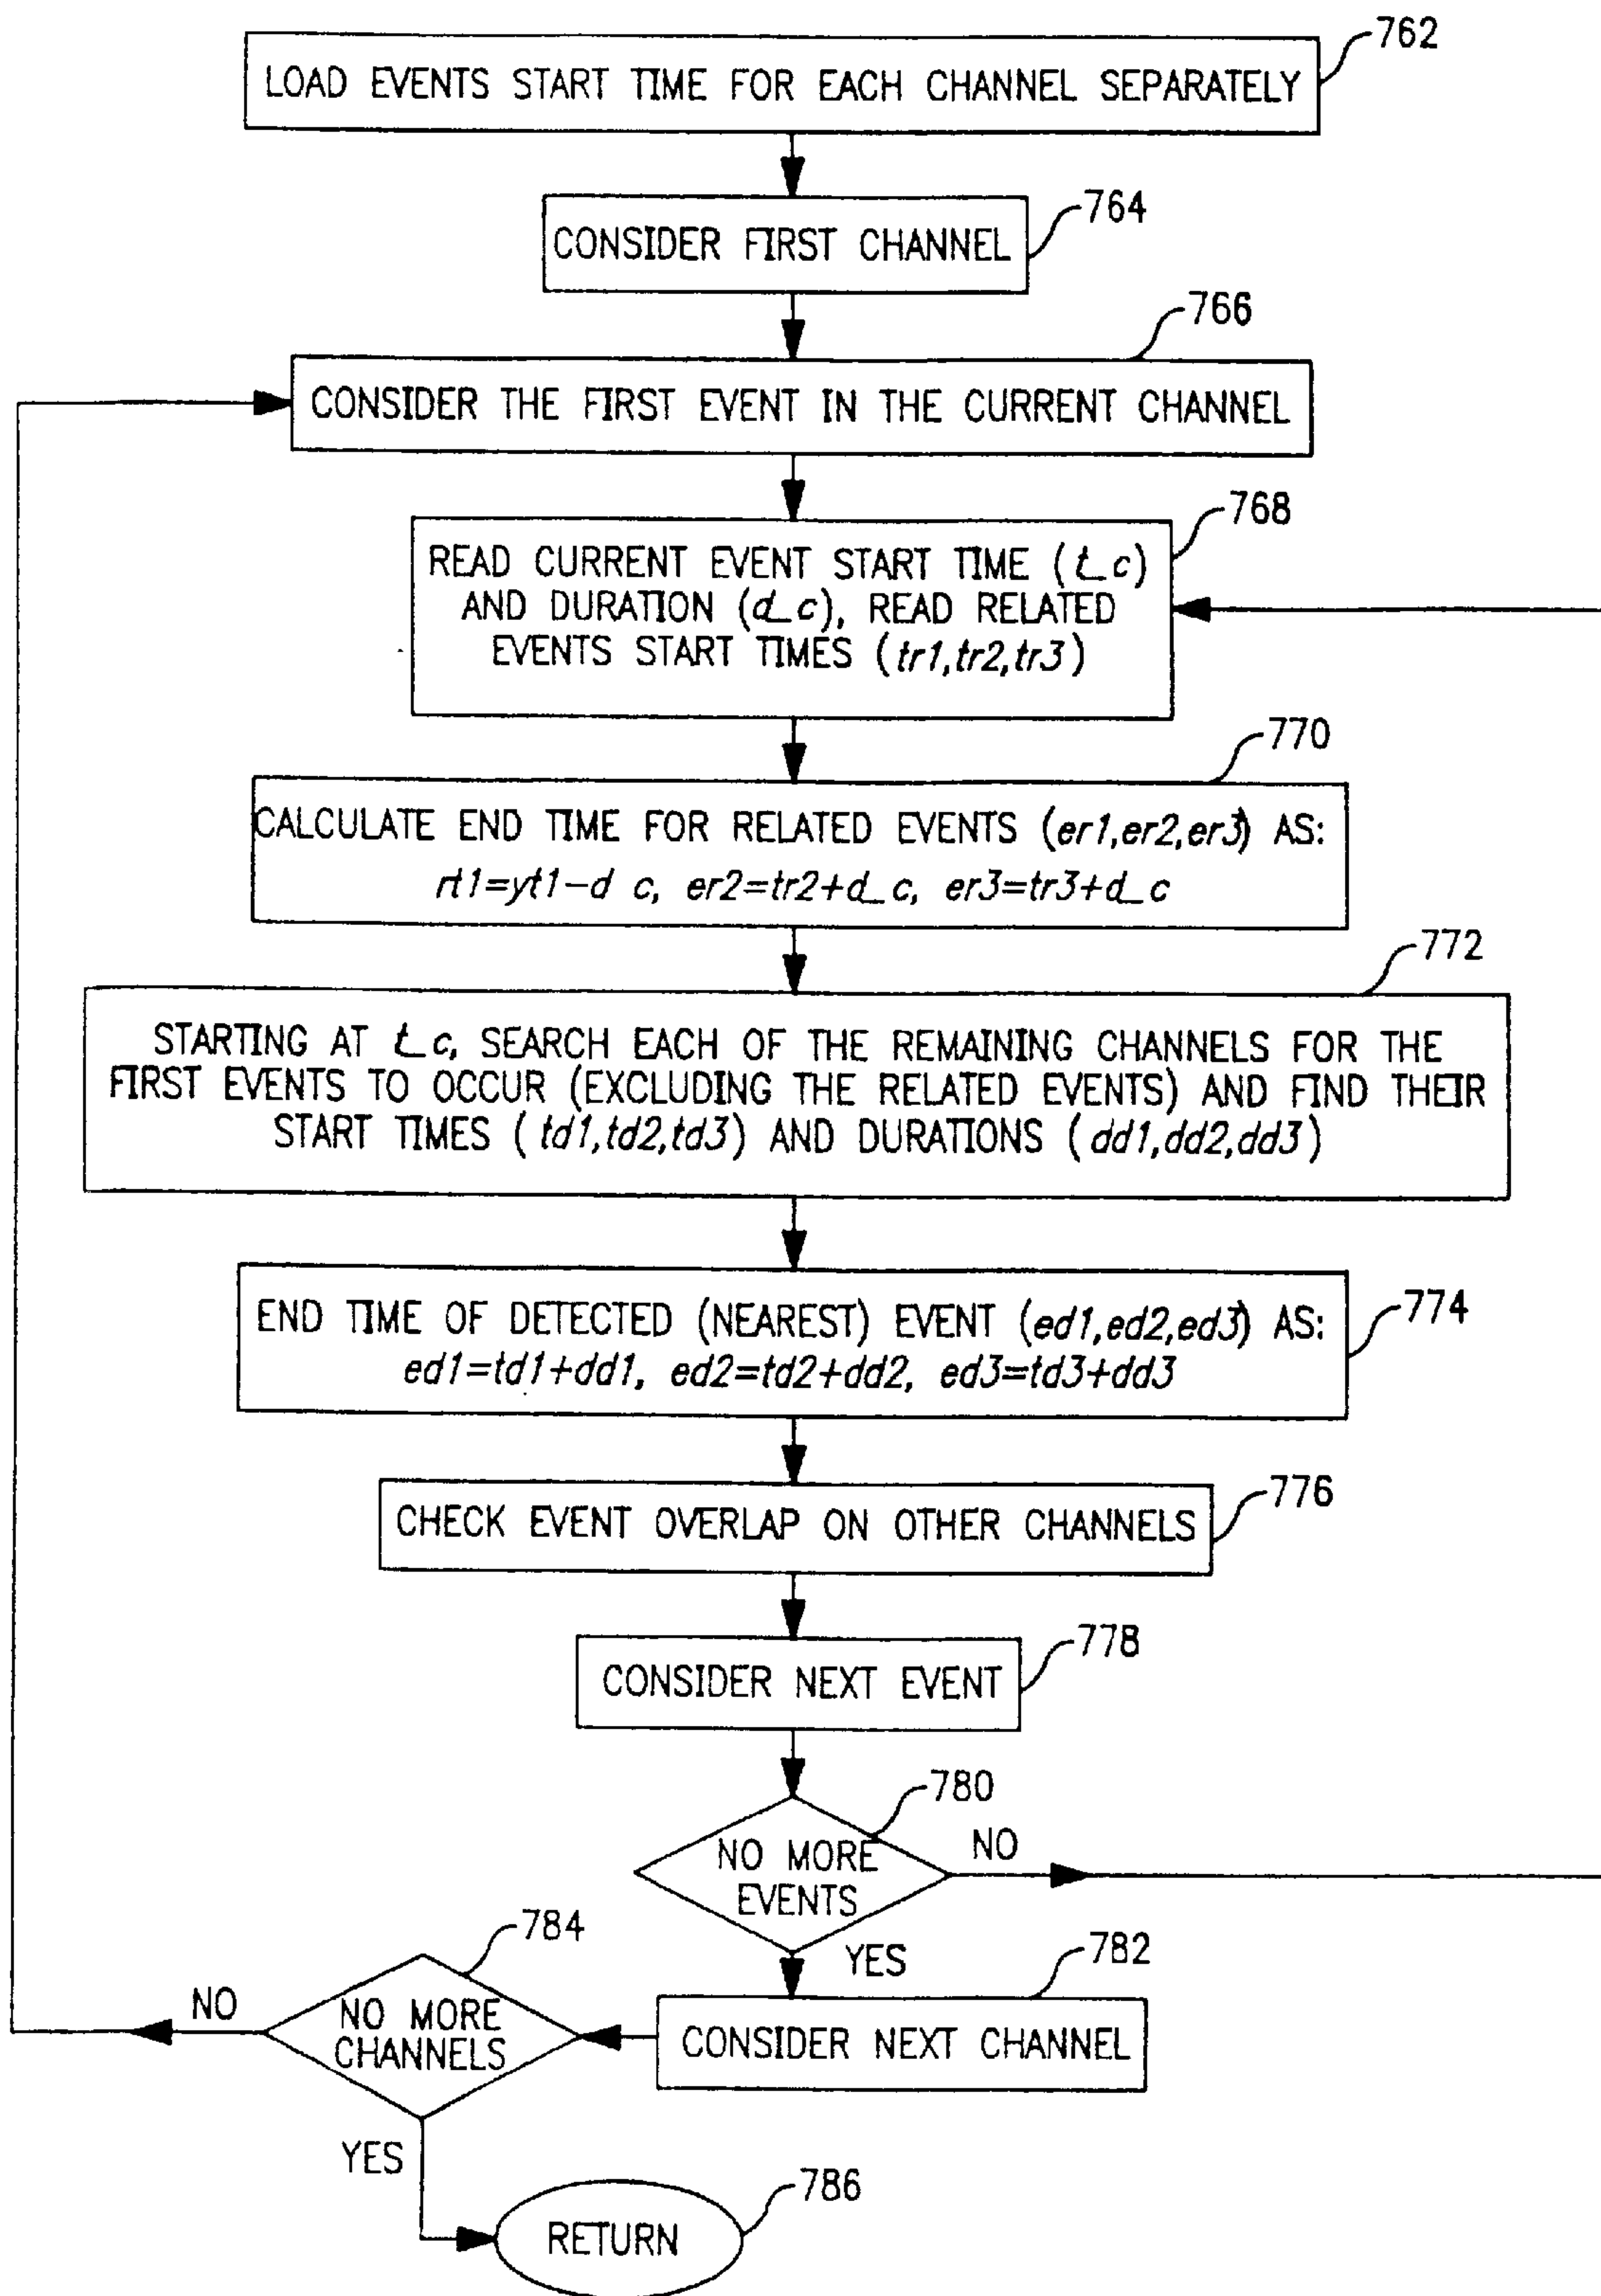 762
LOAD EVENTS START TIME FOR EACH CHANNEL SEPARATELY
764
CONSIDER FIRST CHANNEL
766
CONSIDER THE FIRST EVENT IN THE CURRENT CHANNEL
768
READ CURRENT EVENT START TIME (t_c)
AND DURATION (d_c), READ RELATED
EVENTS START TIMES (tr1,tr2,tr3)
770
CALCULATE END TIME FOR RELATED EVENTS (er1,er2,er3) AS:
rt1=yt1-d c, er2=tr2+d_c, er3=tr3+d_c
772
STARTING AT t_c, SEARCH EACH OF THE REMAINING CHANNELS FOR THE
FIRST EVENTS TO OCCUR (EXCLUDING THE RELATED EVENTS) AND FIND THEIR
START TIMES (td1,td2,td3) AND DURATIONS (dd1,dd2,dd3)
774
END TIME OF DETECTED (NEAREST) EVENT (ed1,ed2,ed3) AS:
ed1=td1+dd1, ed2=td2+dd2, ed3=td3+dd3
776
CHECK EVENT OVERLAP ON OTHER CHANNELS
778
CONSIDER NEXT EVENT
780
NO MORE
EVENTS
NO
YES
782
CONSIDER NEXT CHANNEL
784
NO MORE
CHANNELS
NO
YES
786
RETURN